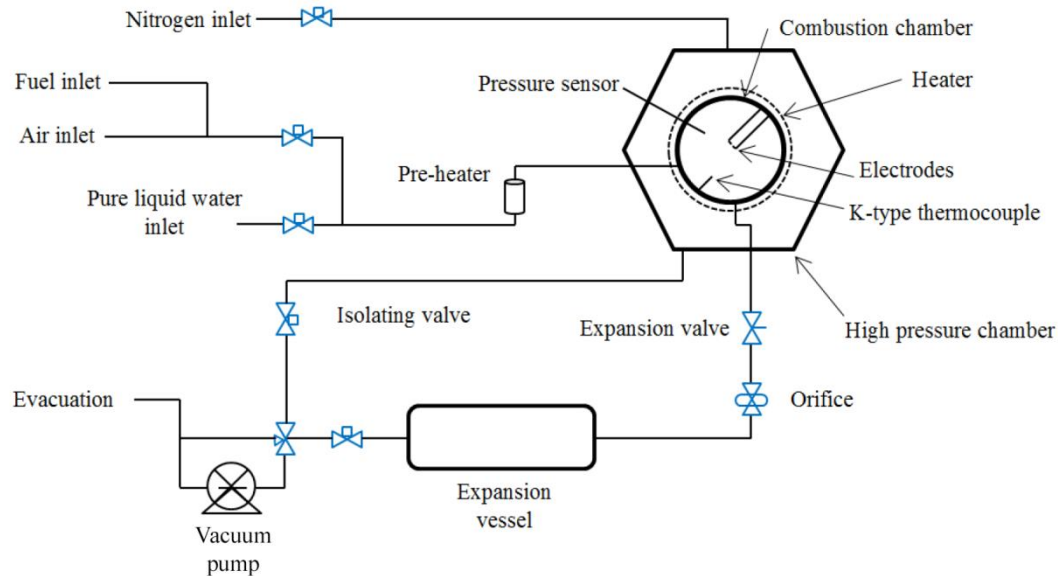 Nitrogen inlet
Combustion chamber
Fuel inlet
Pressure sensor
Heater
Air inlet
Pre-heater
Electrodes
Pure liquid water
inlet
K-type thermocouple
Isolating valve
Expansion valve
High pressure chamber
Evacuation
Orifice
Expansion
vessel
Vacuum
pump